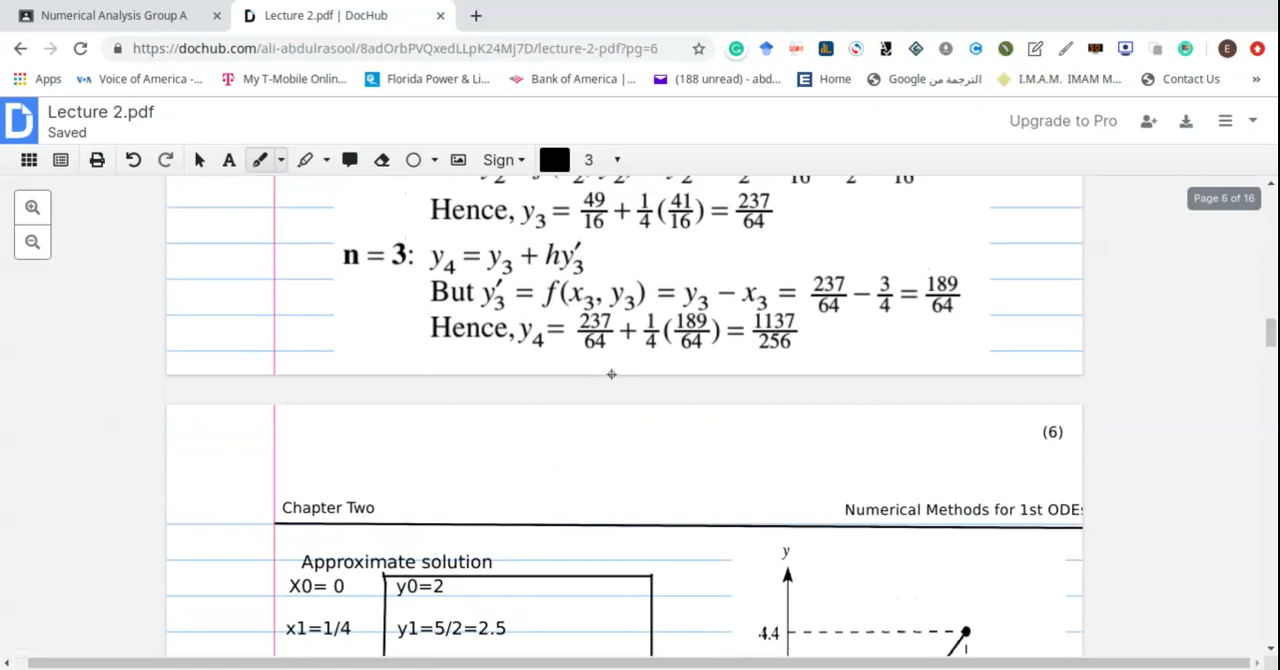 Numerical Analysis Group A
Lecture 2.pdf | DocHub
https://dochub.com/ali-abdulrasool/8adOrbPVQxedLLpK24Mj7D/lecture-2-pdf?pg=6
E
Apps
Voice of America -...
My T-Mobile Onlin...
Florida Power & Li...
Bank of America |...
(188 unread) - abd...
Home
الترجمة من Google
I.M.A.M. IMAM M...
Contact Us
»
Lecture 2.pdf
Saved
Upgrade to Pro
A
Sign
3
Page 6 of 16
Hence, y₃ = 49/16 + 1/4(41/16) = 237/64
n = 3: y₄ = y₃ + hy₃′
But y₃′ = f(x₃, y₃) = y₃ − x₃ = 237/64 − 3/4 = 189/64
Hence, y₄ = 237/64 + 1/4(189/64) = 1137/256
(6)
Chapter Two
Numerical Methods for 1st ODEs
Approximate solution
X0= 0
y0=2
x1=1/4
y1=5/2=2.5
y
4.4